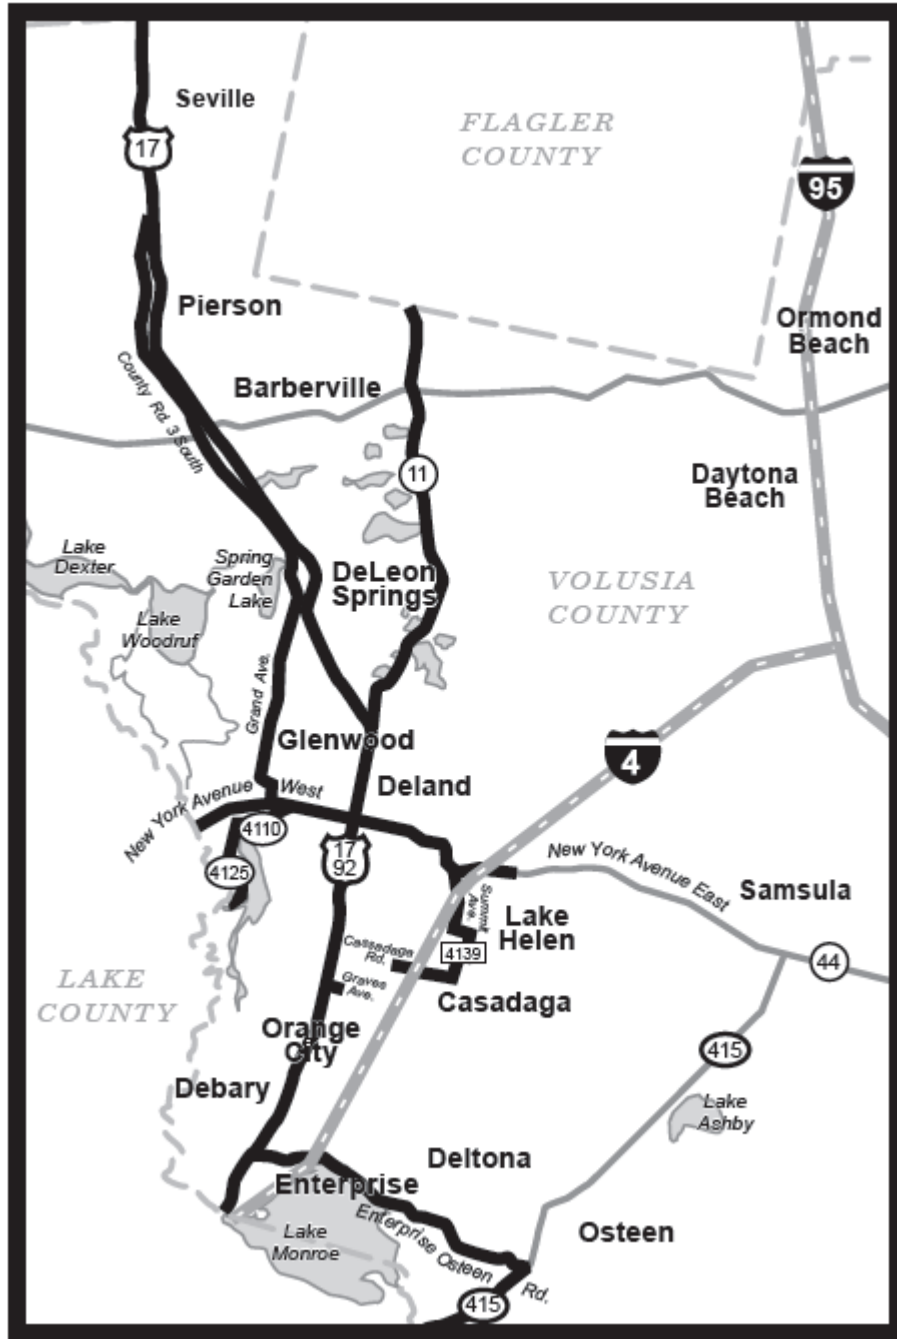 Seville
17
FLAGLER
COUNTY
95
Pierson
Ormond
Beach
County Rd. 3 South
Barberville
11
Daytona
Beach
Lake
Dexter
Spring
Garden
Lake
DeLeon
Springs
VOLUSIA
COUNTY
Lake
Woodruf
Grand Ave.
Glenwood
4
Deland
New York Avenue West
4110
17
92
4125
New York Avenue East
Samsula
Summit
Ave.
Lake
Helen
Cassadaga
Rd.
4139
44
LAKE
COUNTY
Graves
Ave.
Casadaga
Orange
City
415
Debary
Lake
Ashby
Deltona
Enterprise
Enterprise Osteen Rd.
Osteen
Lake
Monroe
415